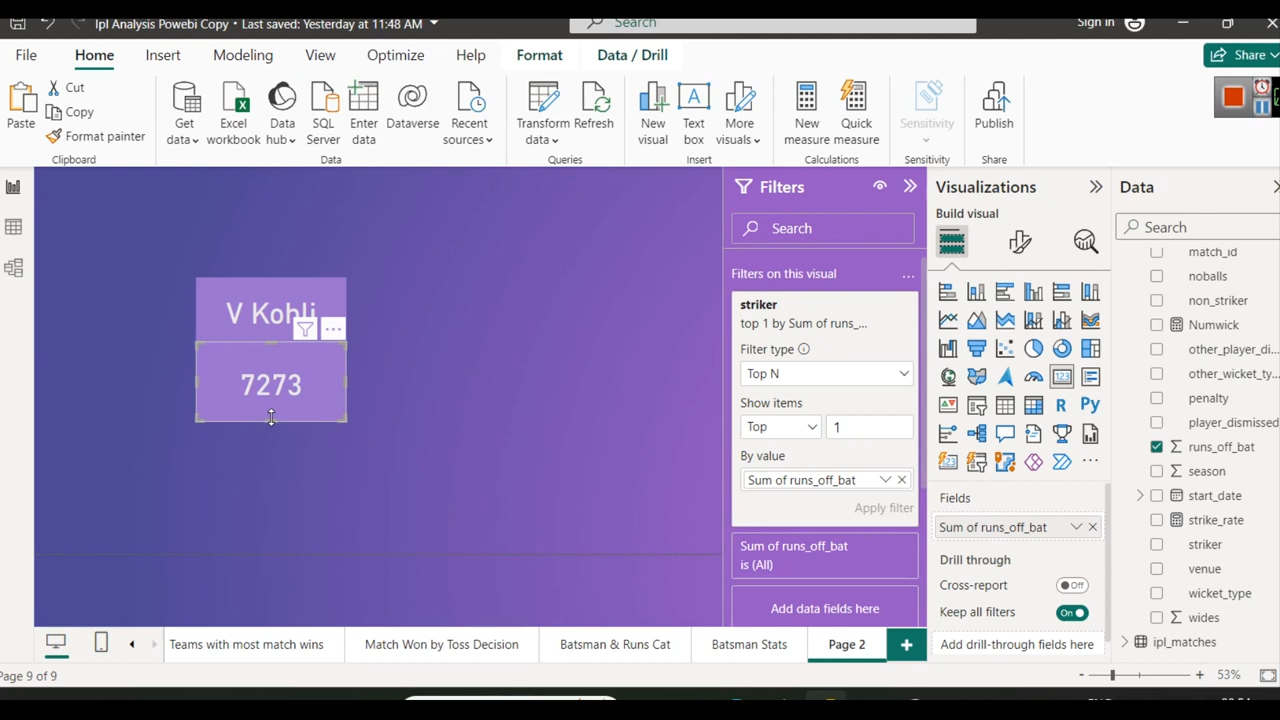 Ipl Analysis Powebi Copy • Last saved: Yesterday at 11:48 AM
Search
Sign in
File
Home
Insert
Modeling
View
Optimize
Help
Format
Data / Drill
Share
Paste
Cut
Copy
Format painter
Clipboard
Get data
Excel workbook
Data hub
SQL Server
Enter data
Dataverse
Recent sources
Data
Transform data
Refresh
Queries
New visual
Text box
More visuals
Insert
New measure
Quick measure
Calculations
Sensitivity
Sensitivity
Publish
Share
V Kohli
7273
Filters
Search
Filters on this visual
striker
top 1 by Sum of runs_...
Filter type
Top N
Show items
Top
1
By value
Sum of runs_off_bat
Apply filter
Sum of runs_off_bat
is (All)
Add data fields here
Visualizations
Build visual
R
Py
Fields
Sum of runs_off_bat
Drill through
Cross-report
Off
Keep all filters
On
Add drill-through fields here
Data
Search
match_id
noballs
non_striker
Numwick
other_player_di...
other_wicket_ty...
penalty
player_dismissed
runs_off_bat
season
start_date
strike_rate
striker
venue
wicket_type
wides
ipl_matches
Teams with most match wins
Match Won by Toss Decision
Batsman & Runs Cat
Batsman Stats
Page 2
Page 9 of 9
53%